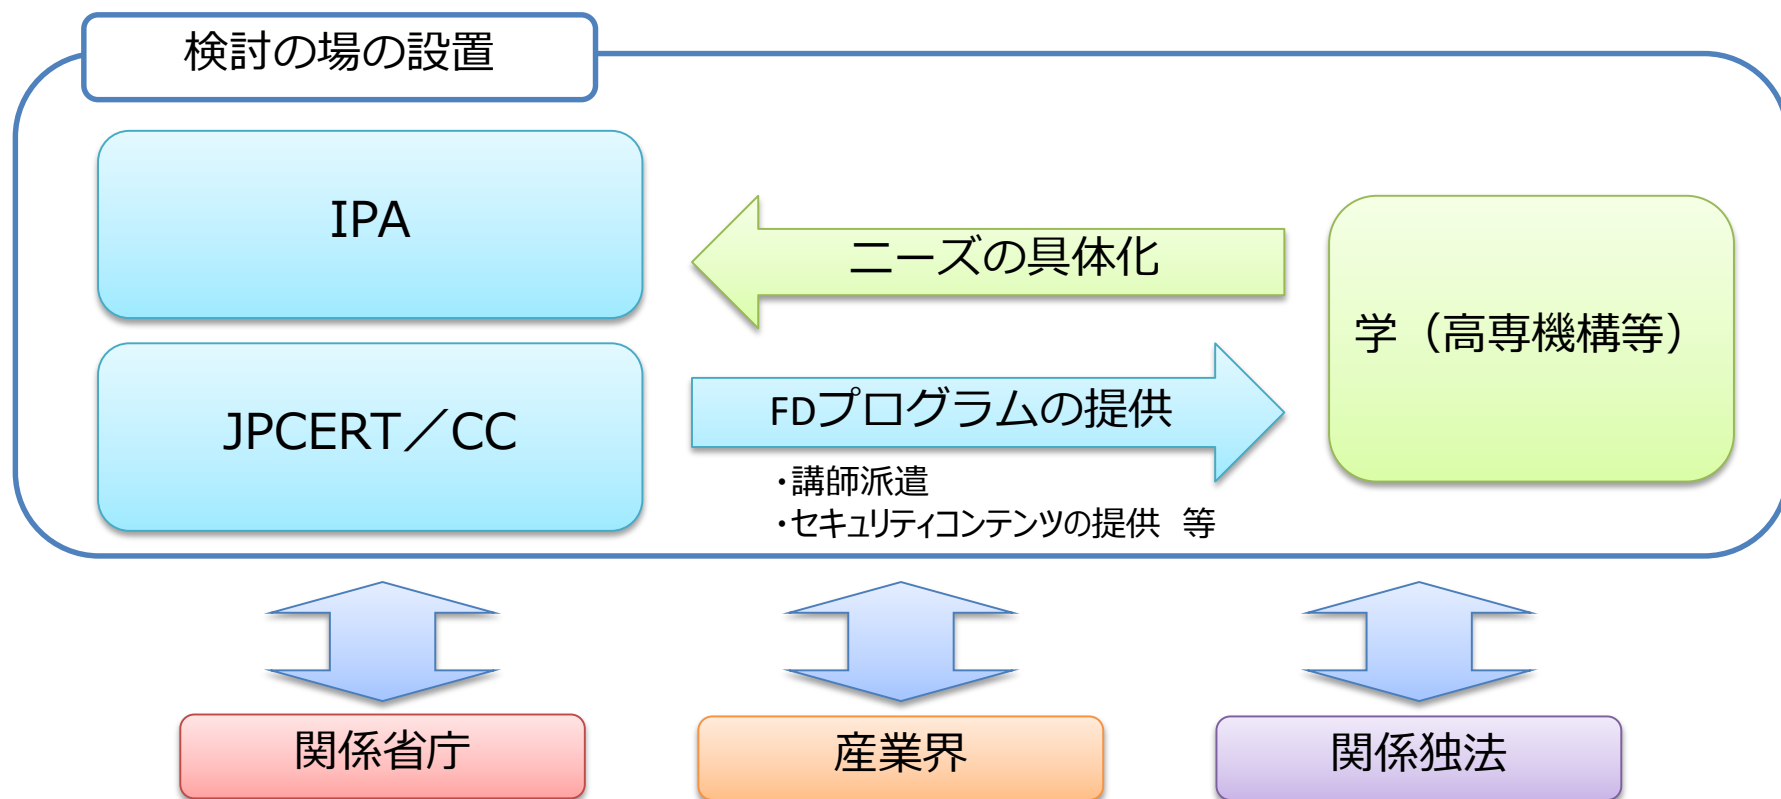 検討の場の設置
IPA
ニーズの具体化
学（高専機構等）
JPCERT／CC
FDプログラムの提供
・講師派遣
・セキュリティコンテンツの提供　等
関係省庁
産業界
関係独法